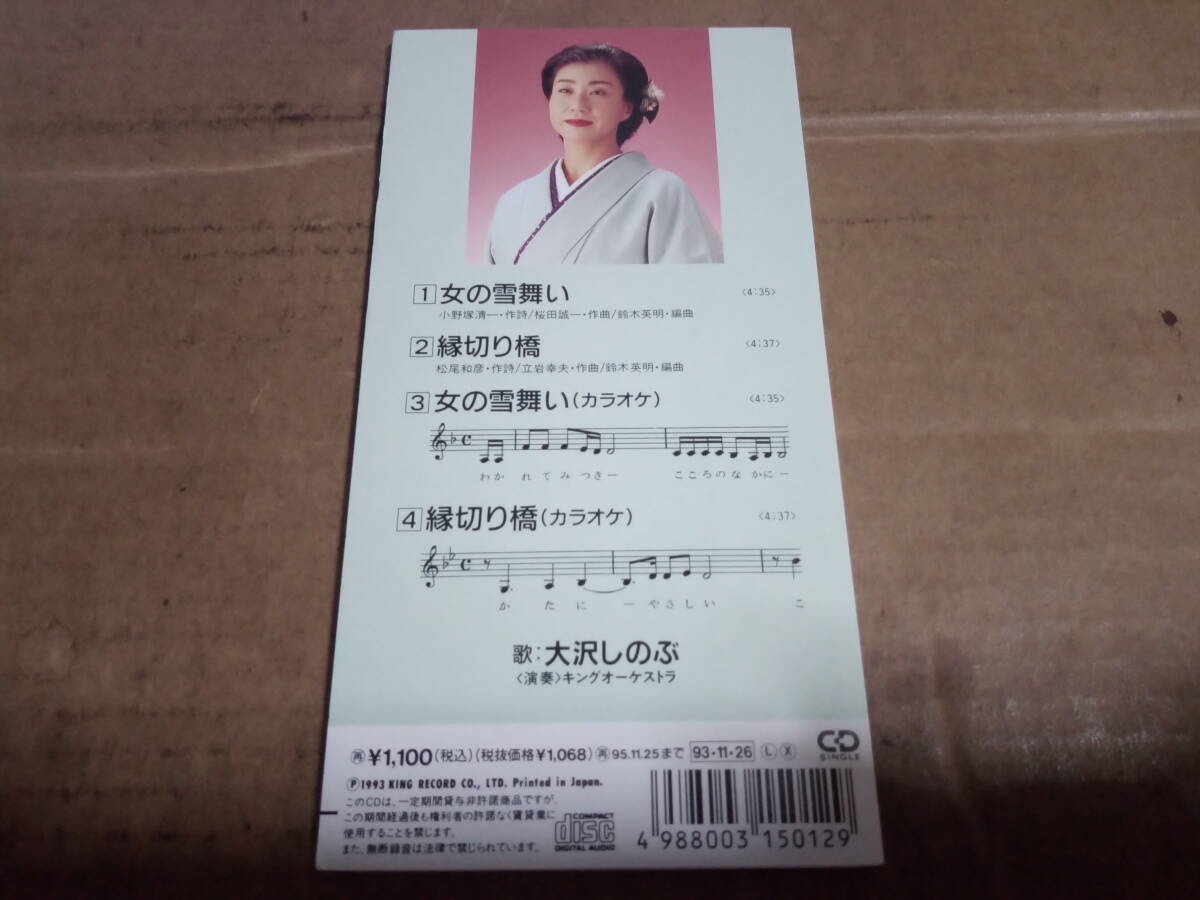 1 女の雪舞い 〈4:35〉
小野塚清一・作詩/桜田誠一・作曲/鈴木英明・編曲
2 縁切り橋 〈4:37〉
松尾和彦・作詩/立岩幸夫・作曲/鈴木英明・編曲
3 女の雪舞い(カラオケ) 〈4:35〉
わか れ て み つきー こころのな かにー
4 縁切り橋(カラオケ) 〈4:37〉
か た に ーやさしい こ
歌:大沢しのぶ
〈演奏〉キングオーケストラ
㊢¥1,100(税込)(税抜価格¥1,068)㊢95.11.25まで 93・11・26 Ⓛ Ⓧ
CD SINGLE
Ⓟ1993 KING RECORD CO., LTD. Printed in Japan.
このCDは、一定期間貸与非許諾商品ですが、
この期間経過後も権利者の許諾なく賃貸業に
使用することを禁じます。
また、無断録音は法律で禁じられています。
COMPACT disc DIGITAL AUDIO
4 988003 150129